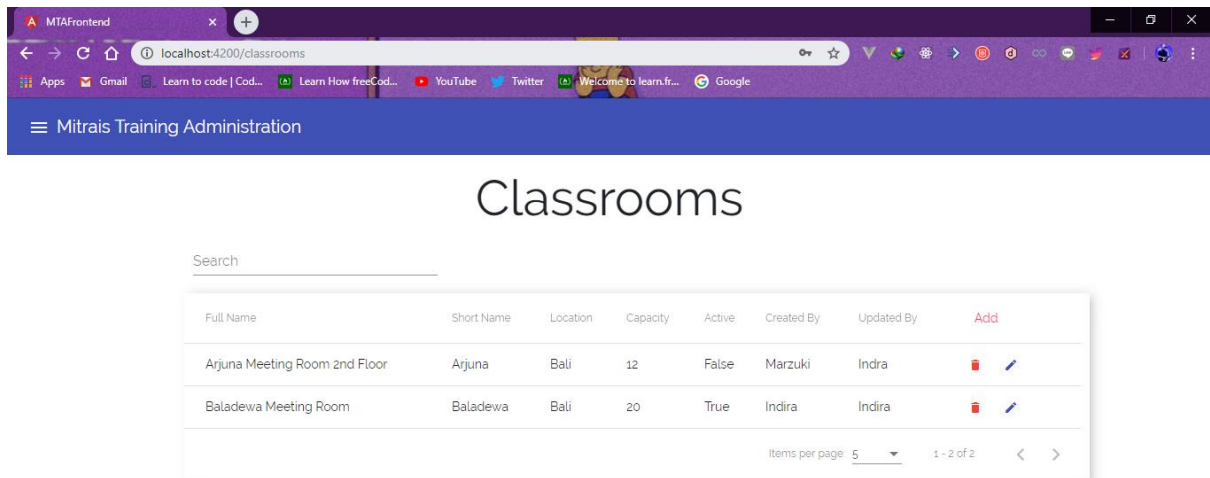 MTAFrontend
localhost:4200/classrooms
Apps Gmail Learn to code | Cod... Learn How freeCod... YouTube Twitter Welcome to learn.fr... Google
Mitrais Training Administration
Classrooms
Search
Full Name Short Name Location Capacity Active Created By Updated By Add
Arjuna Meeting Room 2nd Floor Arjuna Bali 12 False Marzuki Indra
Baladewa Meeting Room Baladewa Bali 20 True Indira Indira
Items per page 5 1 - 2 of 2